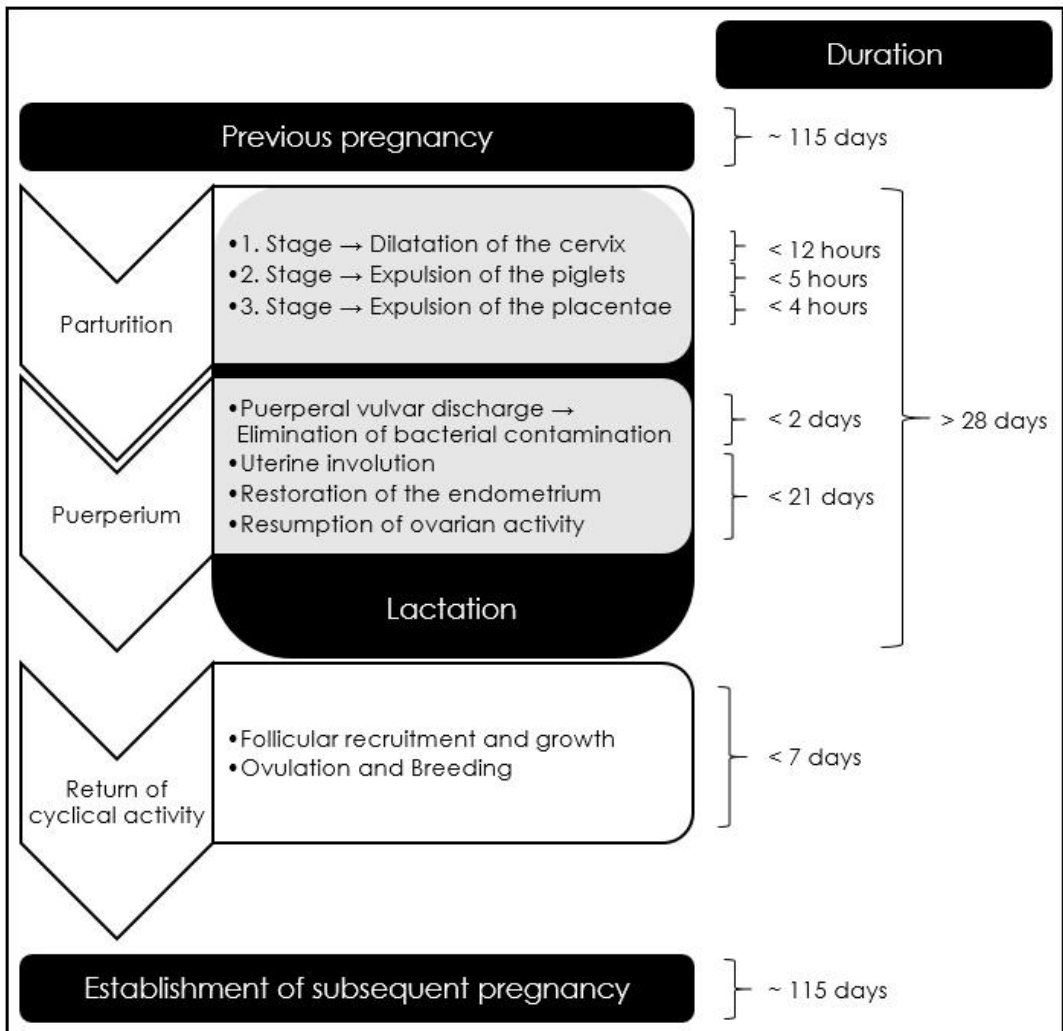 Duration
Previous pregnancy
~ 115 days
Parturition
•1. Stage → Dilatation of the cervix
•2. Stage → Expulsion of the piglets
•3. Stage → Expulsion of the placentae
< 12 hours
< 5 hours
< 4 hours
Puerperium
•Puerperal vulvar discharge →
Elimination of bacterial contamination
•Uterine involution
•Restoration of the endometrium
•Resumption of ovarian activity
< 2 days
< 21 days
> 28 days
Lactation
Return of
cyclical activity
•Follicular recruitment and growth
•Ovulation and Breeding
< 7 days
Establishment of subsequent pregnancy
~ 115 days